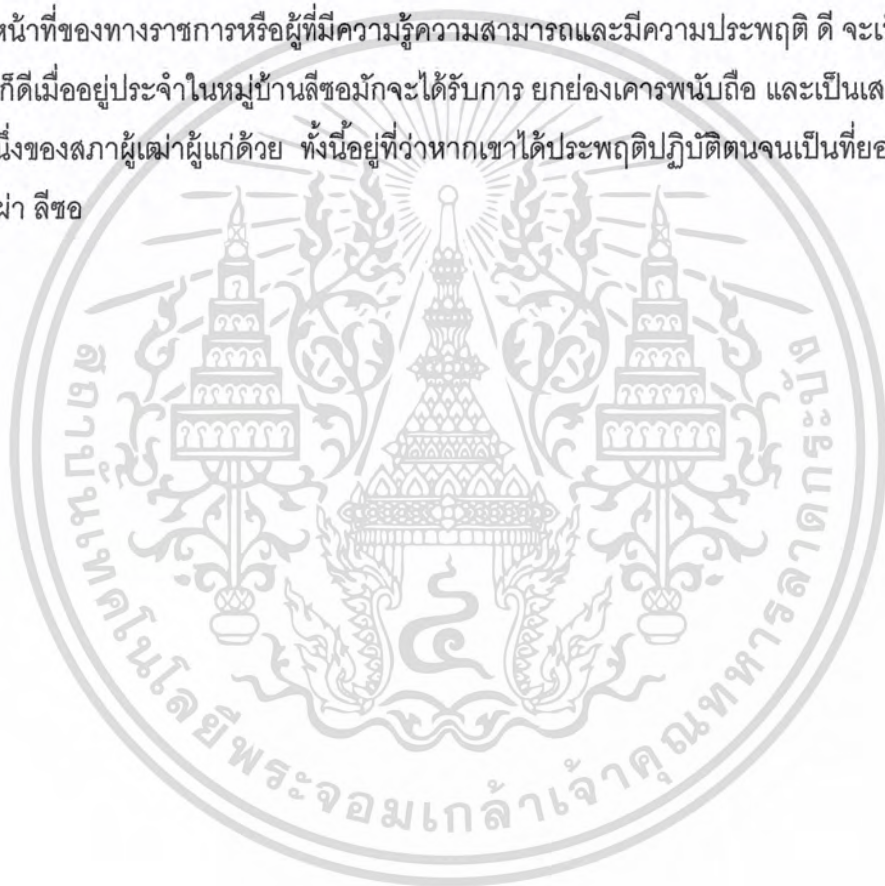 หน้าที่ของทางราชการหรือผู้ที่มีความรู้ความสามารถและมีความประพฤติ ดี จะเ
ก็ดีเมื่ออยู่ประจำในหมู่บ้านลีซอมักจะได้รับการ ยกย่องเคารพนับถือ และเป็นเส
นึ่งของสภาผู้เฒ่าผู้แก่ด้วย ทั้งนี้อยู่ที่ว่าหากเขาได้ประพฤติปฏิบัติตนจนเป็นที่ยอ
ผ่า ลีซอ
สถาบันเทคโนโลยีพระจอมเกล้าเจ้าคุณทหารลาดกระบัง
๔